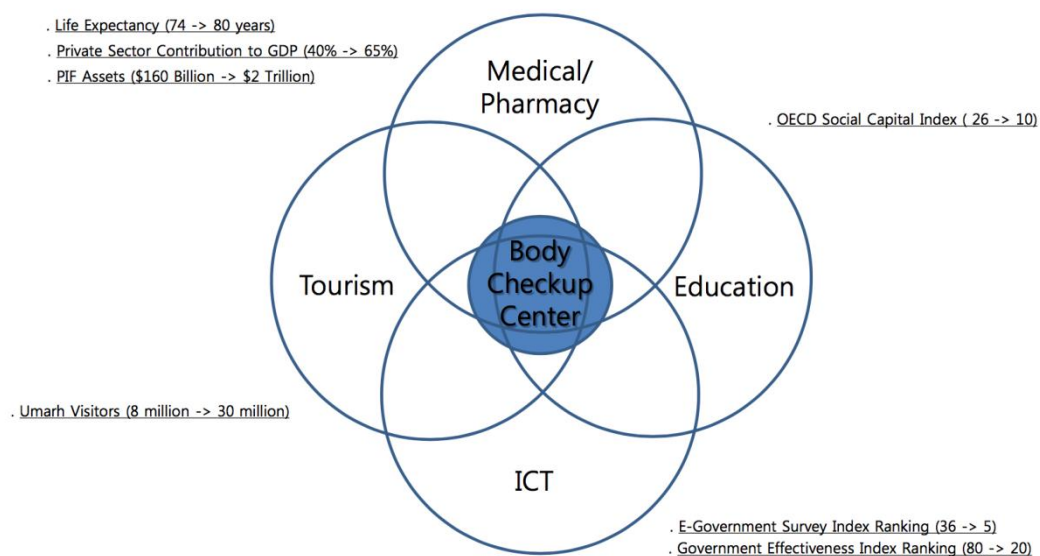 . Life Expectancy (74 -> 80 years)
. Private Sector Contribution to GDP (40% -> 65%)
. PIF Assets ($160 Billion -> $2 Trillion)
Medical/
Pharmacy
. OECD Social Capital Index ( 26 -> 10)
Tourism
Body
Checkup
Center
Education
. Umarh Visitors (8 million -> 30 million)
ICT
. E-Government Survey Index Ranking (36 -> 5)
. Government Effectiveness Index Ranking (80 -> 20)